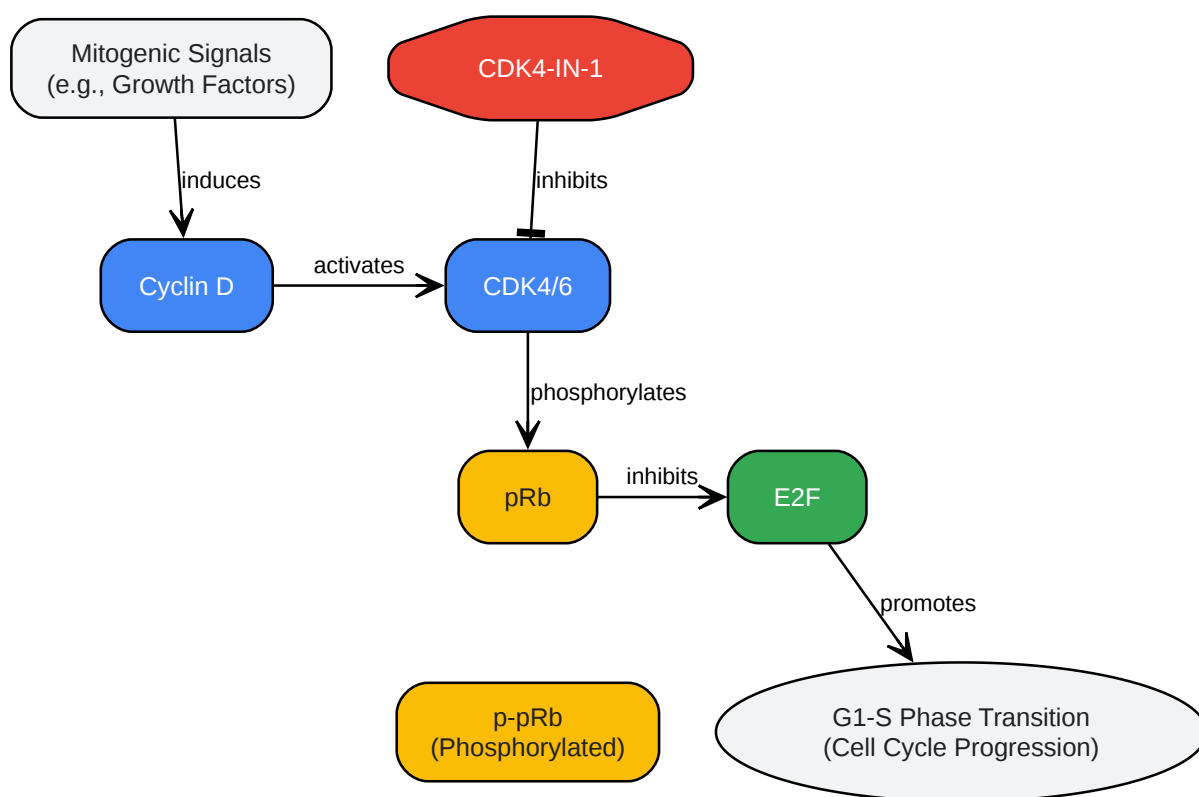 Mitogenic Signals
(e.g., Growth Factors)
CDK4-IN-1
induces
inhibits
Cyclin D
activates
CDK4/6
phosphorylates
pRb
inhibits
E2F
promotes
p-pRb
(Phosphorylated)
G1-S Phase Transition
(Cell Cycle Progression)